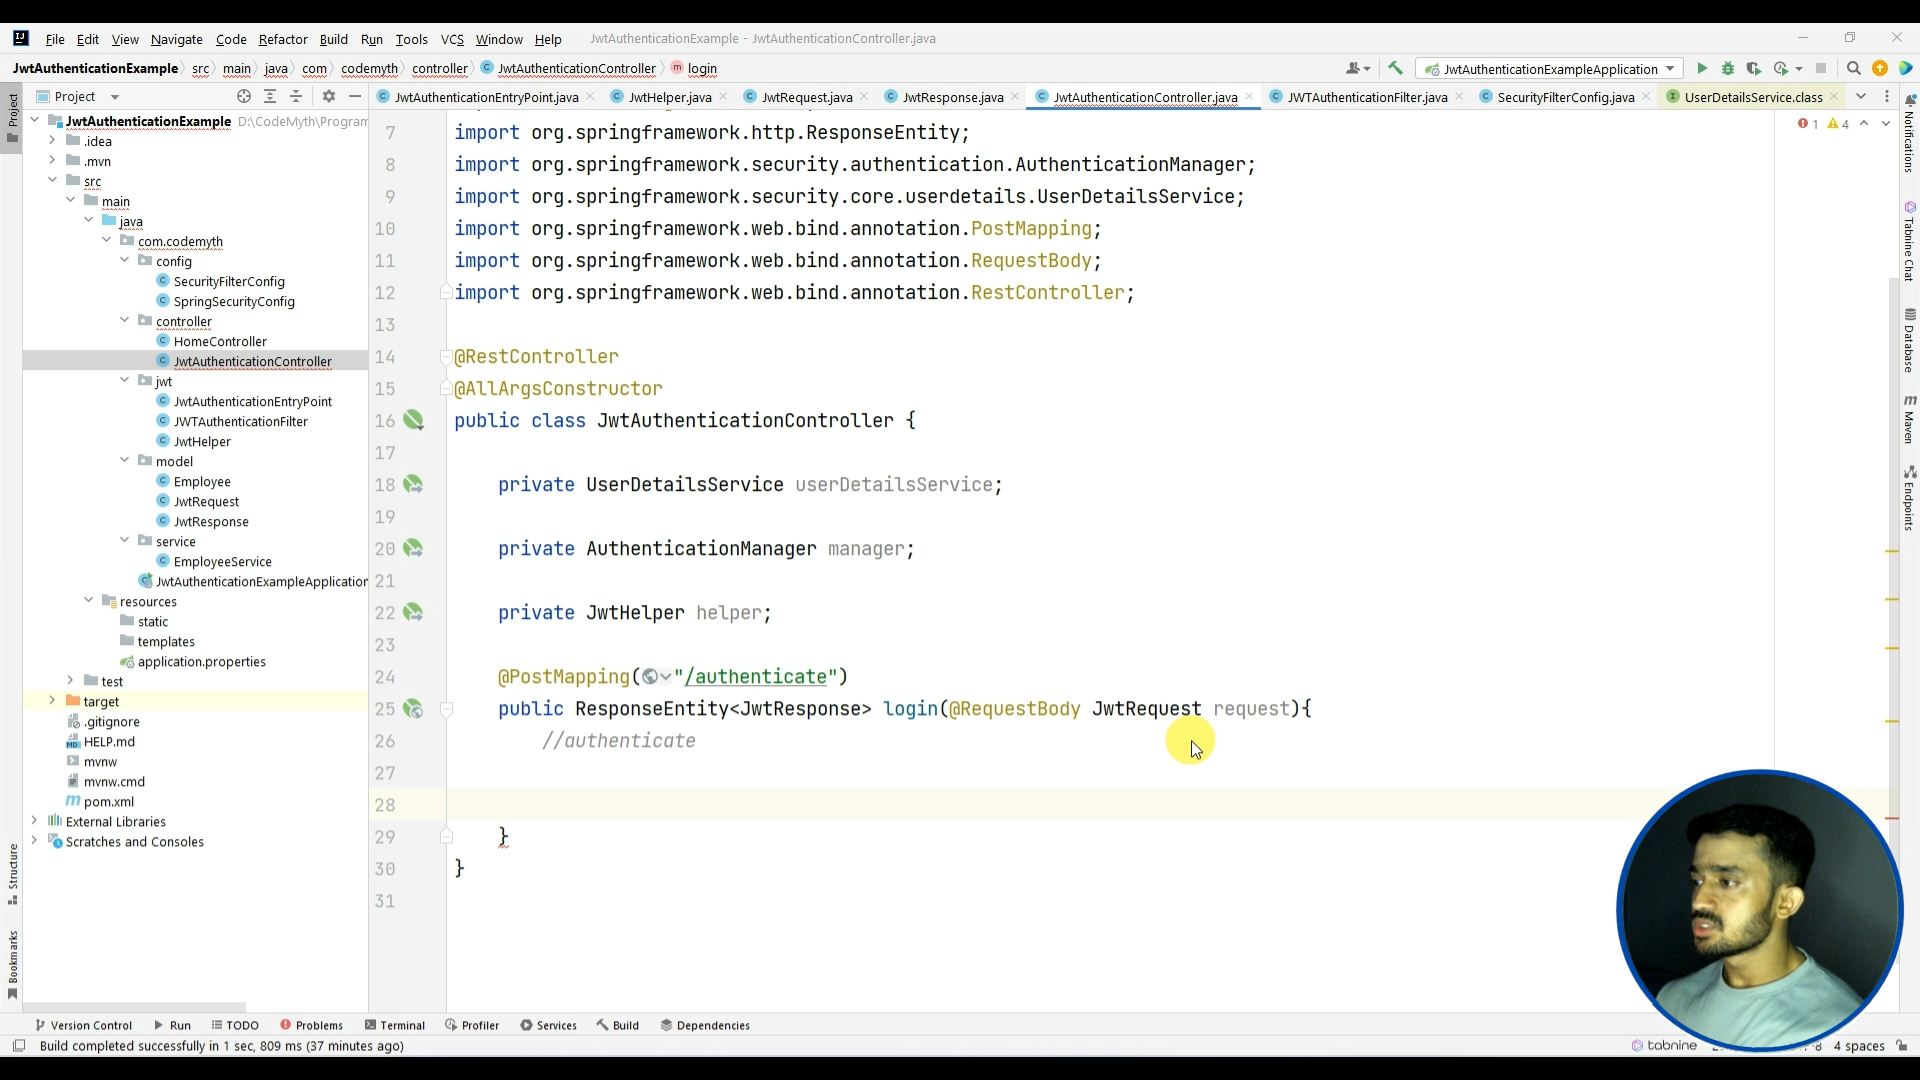 File Edit View Navigate Code Refactor Build Run Tools VCS Window Help JwtAuthenticationExample - JwtAuthenticationController.java
JwtAuthenticationExample src main java com codemyth controller JwtAuthenticationController login JwtAuthenticationExampleApplication
Project
JwtAuthenticationEntryPoint.java JwtHelper.java JwtRequest.java JwtResponse.java JwtAuthenticationController.java JWTAuthenticationFilter.java SecurityFilterConfig.java UserDetailsService.class
1 4
JwtAuthenticationExample D:\CodeMyth\Program
.idea
.mvn
src
main
java
com.codemyth
config
SecurityFilterConfig
SpringSecurityConfig
controller
HomeController
JwtAuthenticationController
jwt
JwtAuthenticationEntryPoint
JWTAuthenticationFilter
JwtHelper
model
Employee
JwtRequest
JwtResponse
service
EmployeeService
JwtAuthenticationExampleApplication
resources
static
templates
application.properties
test
target
.gitignore
HELP.md
mvnw
mvnw.cmd
pom.xml
External Libraries
Scratches and Consoles
7 import org.springframework.http.ResponseEntity;
8 import org.springframework.security.authentication.AuthenticationManager;
9 import org.springframework.security.core.userdetails.UserDetailsService;
10 import org.springframework.web.bind.annotation.PostMapping;
11 import org.springframework.web.bind.annotation.RequestBody;
12 import org.springframework.web.bind.annotation.RestController;
13
14 @RestController
15 @AllArgsConstructor
16 public class JwtAuthenticationController {
17
18 private UserDetailsService userDetailsService;
19
20 private AuthenticationManager manager;
21
22 private JwtHelper helper;
23
24 @PostMapping("/authenticate")
25 public ResponseEntity<JwtResponse> login(@RequestBody JwtRequest request){
26 //authenticate
27
28
29 }
30 }
31
Project
Structure
Bookmarks
Notifications
Tabnine Chat
Database
Maven
Endpoints
Version Control Run TODO Problems Terminal Profiler Services Build Dependencies
Build completed successfully in 1 sec, 809 ms (37 minutes ago) tabnine 4 spaces